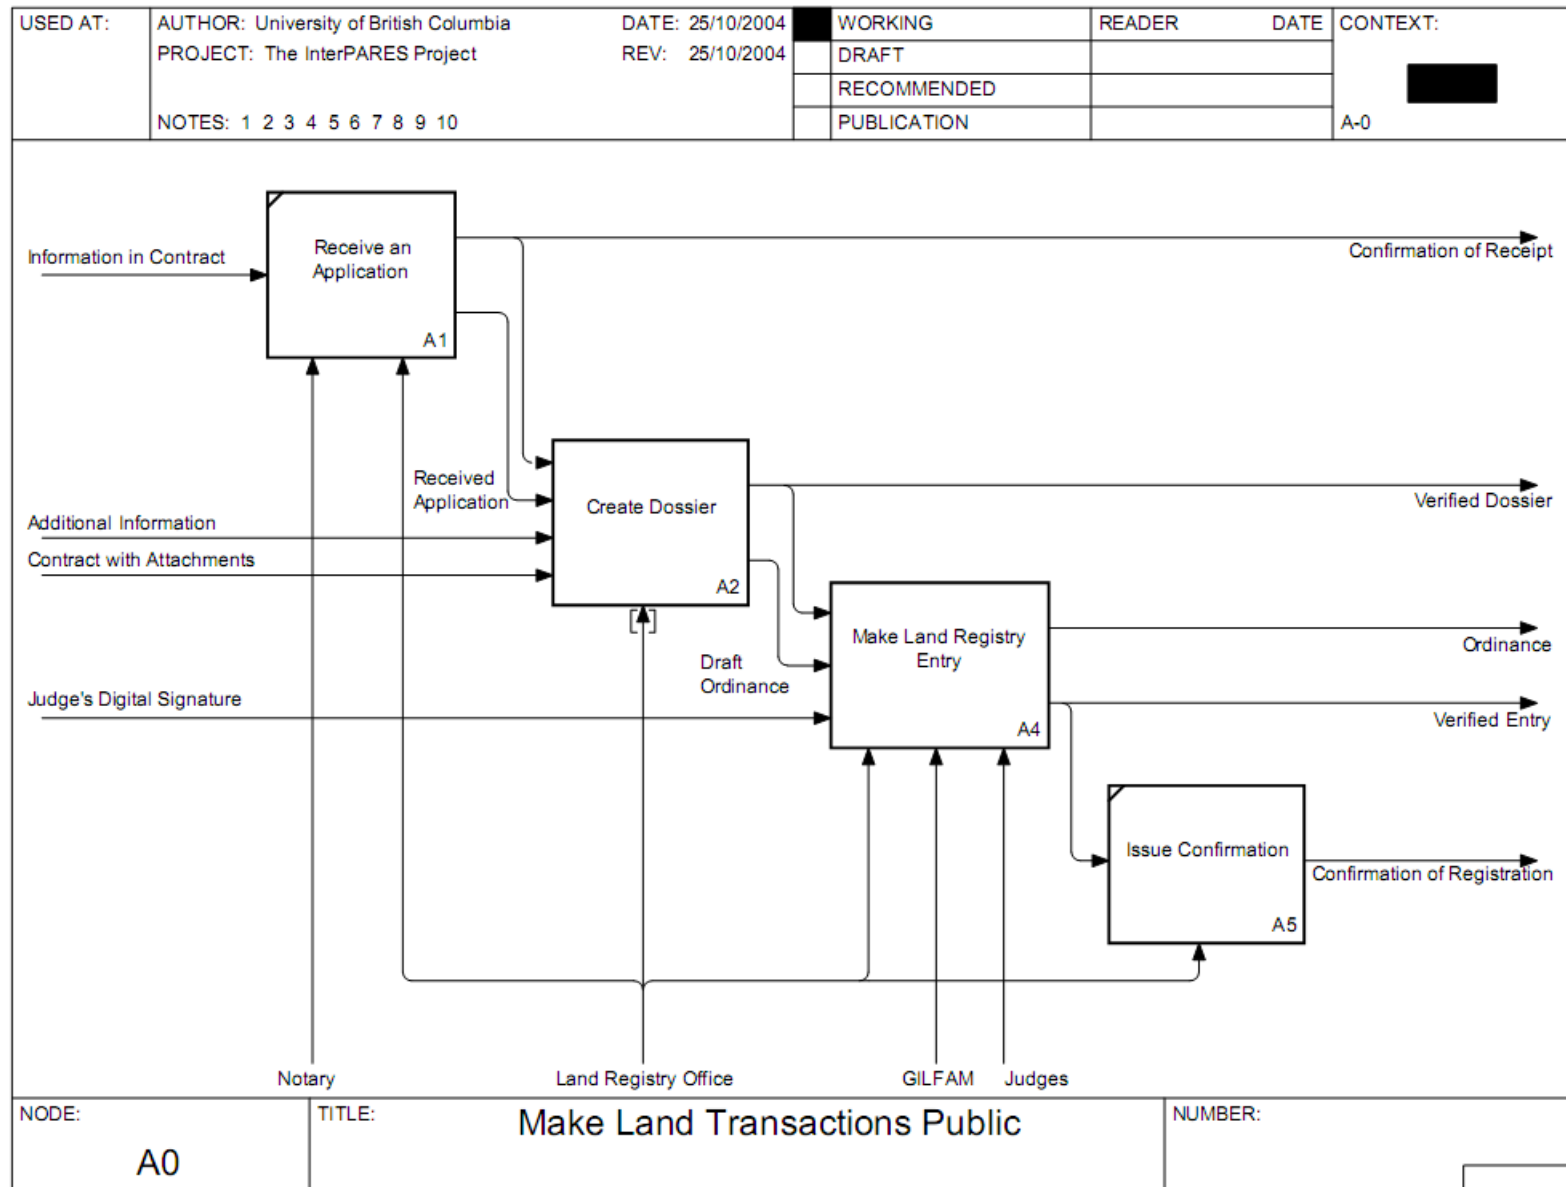 USED AT:
AUTHOR: University of British Columbia
DATE: 25/10/2004
WORKING
READER
DATE
CONTEXT:
PROJECT: The InterPARES Project
REV: 25/10/2004
DRAFT
RECOMMENDED
NOTES: 1 2 3 4 5 6 7 8 9 10
PUBLICATION
A-0
Information in Contract
Receive an
Application
A1
Confirmation of Receipt
Received
Application
Additional Information
Contract with Attachments
Create Dossier
A2
Verified Dossier
Draft
Ordinance
Judge's Digital Signature
Make Land Registry
Entry
A4
Ordinance
Verified Entry
Issue Confirmation
A5
Confirmation of Registration
Notary
Land Registry Office
GILFAM
Judges
NODE:
A0
TITLE:
Make Land Transactions Public
NUMBER: